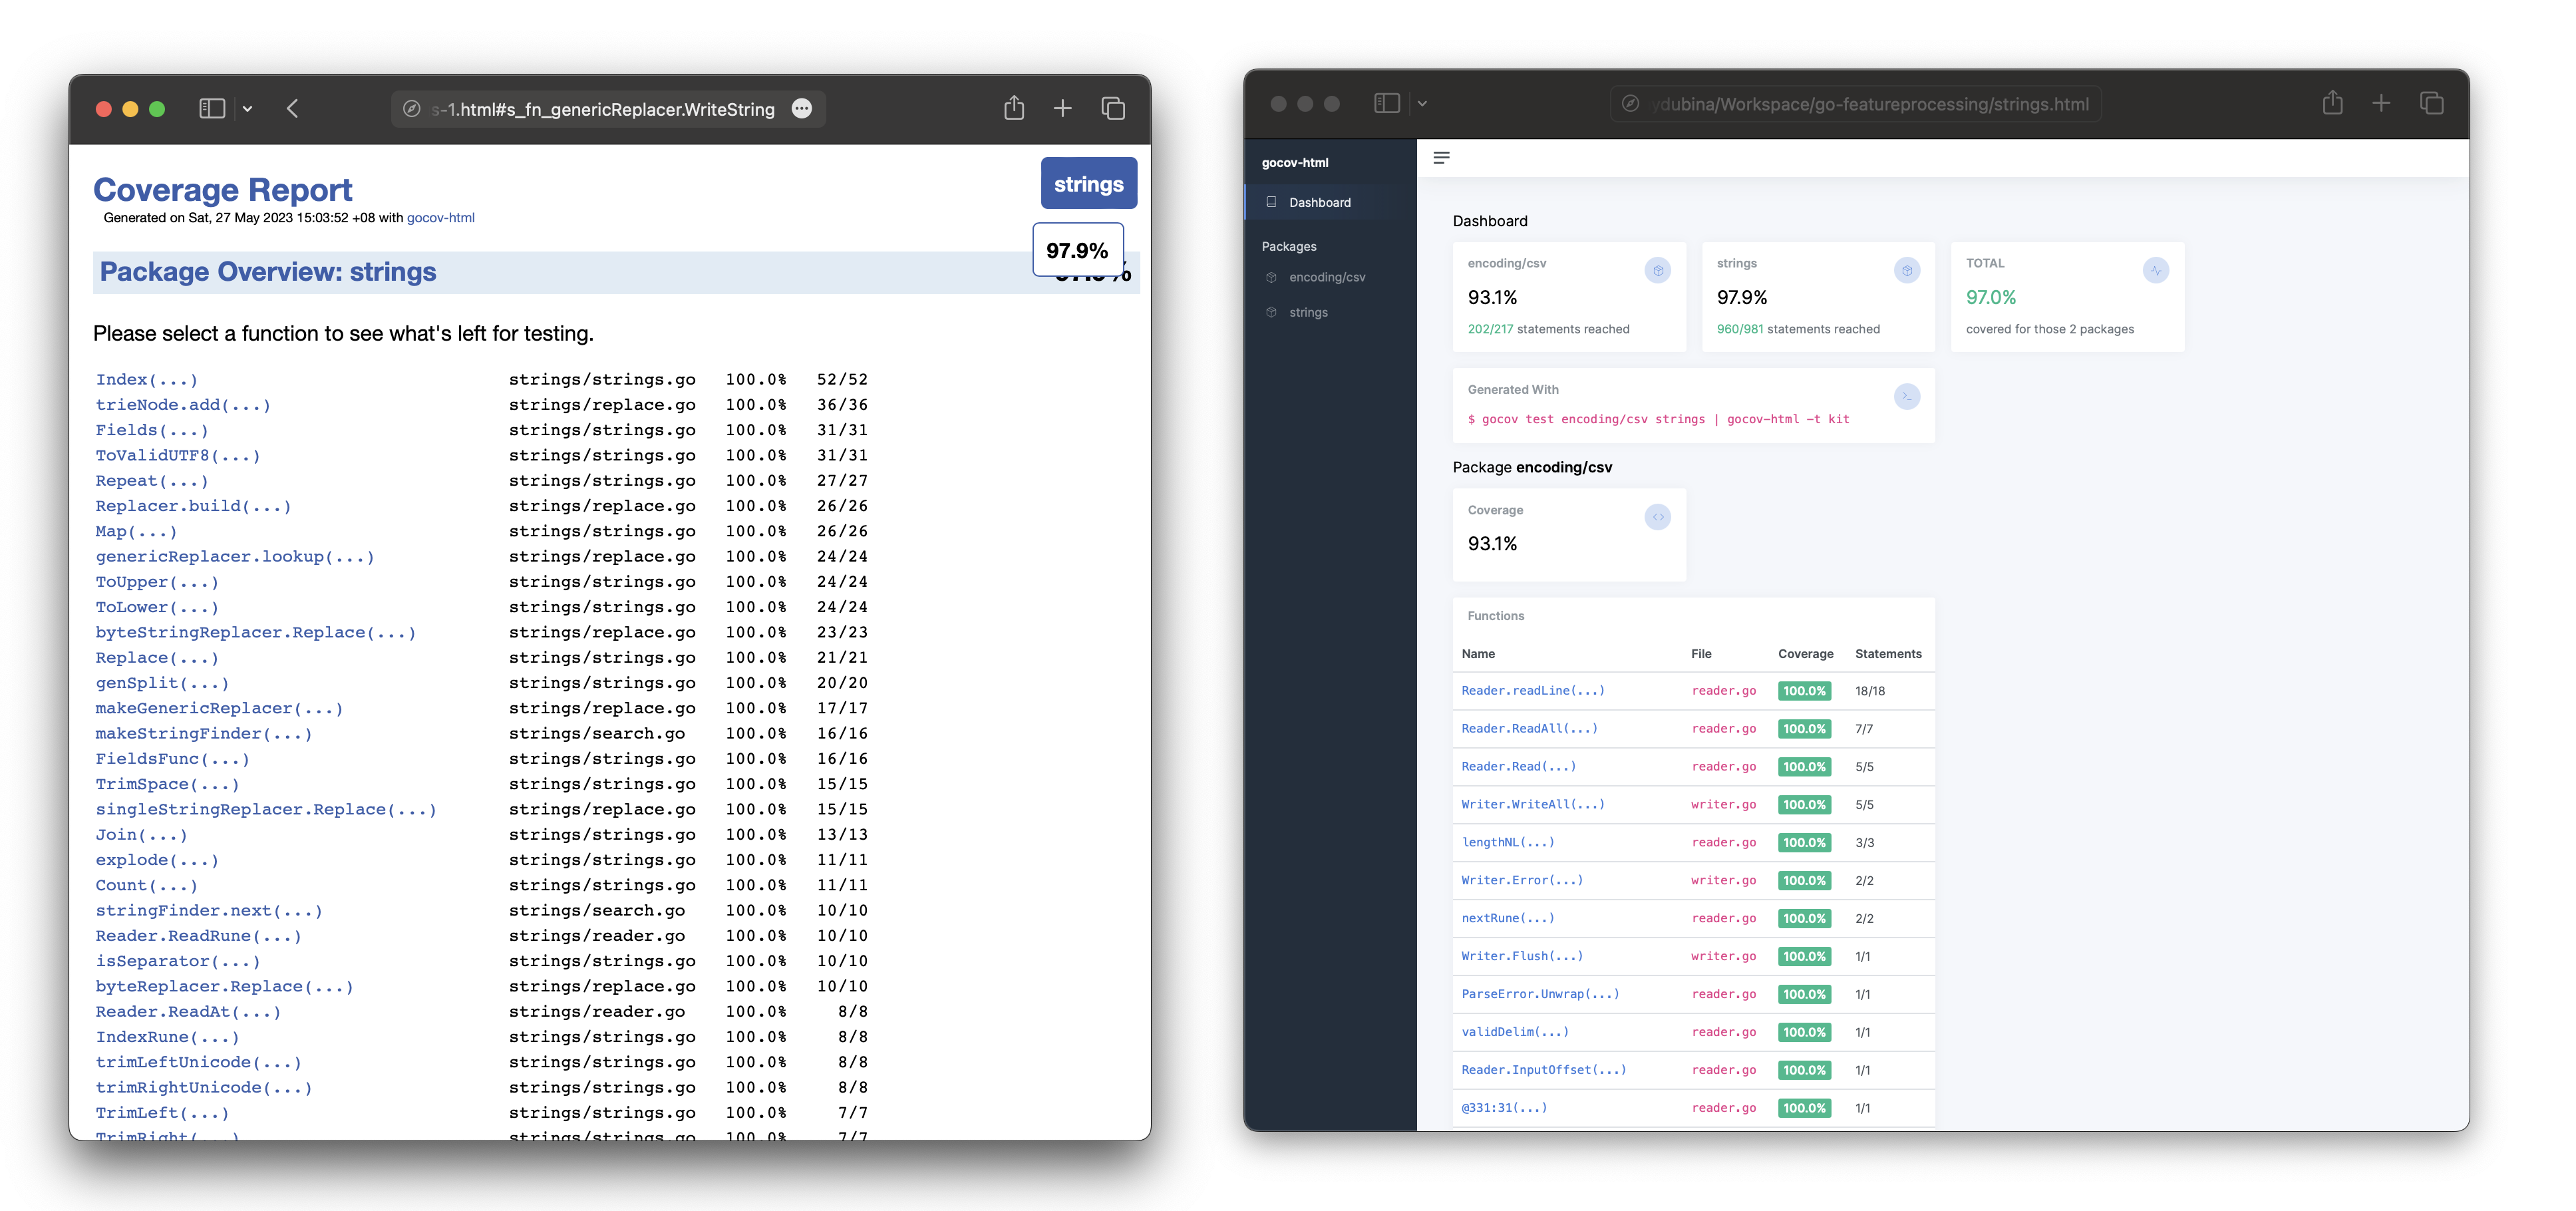 s-1.html#s_fn_genericReplacer.WriteString
Coverage Report
strings
Generated on Sat, 27 May 2023 15:03:52 +08 with gocov-html
97.9%
Package Overview: strings
Please select a function to see what's left for testing.
Index(...) strings/strings.go 100.0% 52/52
trieNode.add(...) strings/replace.go 100.0% 36/36
Fields(...) strings/strings.go 100.0% 31/31
ToValidUTF8(...) strings/strings.go 100.0% 31/31
Repeat(...) strings/strings.go 100.0% 27/27
Replacer.build(...) strings/replace.go 100.0% 26/26
Map(...) strings/strings.go 100.0% 26/26
genericReplacer.lookup(...) strings/replace.go 100.0% 24/24
ToUpper(...) strings/strings.go 100.0% 24/24
ToLower(...) strings/strings.go 100.0% 24/24
byteStringReplacer.Replace(...) strings/replace.go 100.0% 23/23
Replace(...) strings/strings.go 100.0% 21/21
genSplit(...) strings/strings.go 100.0% 20/20
makeGenericReplacer(...) strings/replace.go 100.0% 17/17
makeStringFinder(...) strings/search.go 100.0% 16/16
FieldsFunc(...) strings/strings.go 100.0% 16/16
TrimSpace(...) strings/strings.go 100.0% 15/15
singleStringReplacer.Replace(...) strings/replace.go 100.0% 15/15
Join(...) strings/strings.go 100.0% 13/13
explode(...) strings/strings.go 100.0% 11/11
Count(...) strings/strings.go 100.0% 11/11
stringFinder.next(...) strings/search.go 100.0% 10/10
Reader.ReadRune(...) strings/reader.go 100.0% 10/10
isSeparator(...) strings/strings.go 100.0% 10/10
byteReplacer.Replace(...) strings/replace.go 100.0% 10/10
Reader.ReadAt(...) strings/reader.go 100.0% 8/8
IndexRune(...) strings/strings.go 100.0% 8/8
trimLeftUnicode(...) strings/strings.go 100.0% 8/8
trimRightUnicode(...) strings/strings.go 100.0% 8/8
TrimLeft(...) strings/strings.go 100.0% 7/7
TrimRight(...) strings/strings.go 100.0% 7/7
ydubina/Workspace/go-featureprocessing/strings.html
gocov-html
Dashboard
Packages
encoding/csv
strings
Dashboard
encoding/csv
93.1%
202/217 statements reached
strings
97.9%
960/981 statements reached
TOTAL
97.0%
covered for those 2 packages
Generated With
$ gocov test encoding/csv strings | gocov-html -t kit
Package encoding/csv
Coverage
93.1%
Functions
Name File Coverage Statements
Reader.readLine(...) reader.go 100.0% 18/18
Reader.ReadAll(...) reader.go 100.0% 7/7
Reader.Read(...) reader.go 100.0% 5/5
Writer.WriteAll(...) writer.go 100.0% 5/5
lengthNL(...) reader.go 100.0% 3/3
Writer.Error(...) writer.go 100.0% 2/2
nextRune(...) reader.go 100.0% 2/2
Writer.Flush(...) writer.go 100.0% 1/1
ParseError.Unwrap(...) reader.go 100.0% 1/1
validDelim(...) reader.go 100.0% 1/1
Reader.InputOffset(...) reader.go 100.0% 1/1
@331:31(...) reader.go 100.0% 1/1